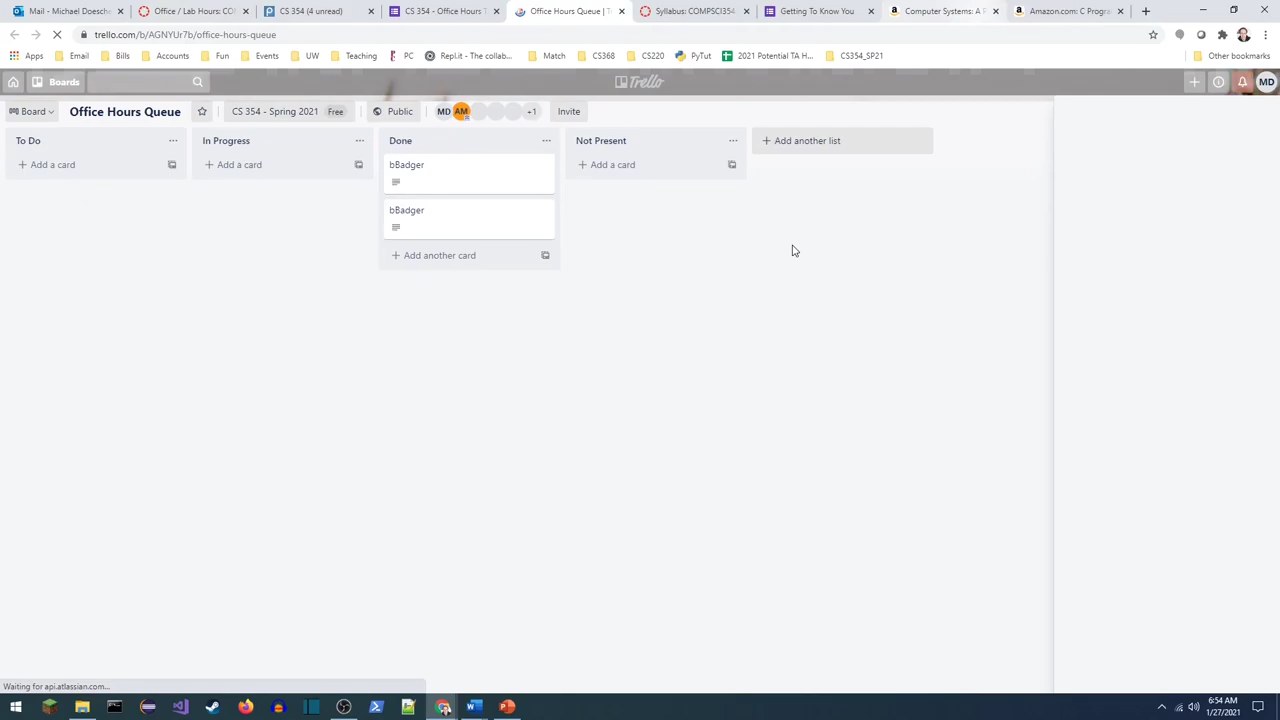 Mail - Michael Doesche
Office / Lab Hours: CO
CS 354 (4 unread)
CS 354 - Office Hours T
Office Hours Queue | T
Syllabus: COMPSCI354
Getting To Know You
Computer Systems: A P
Amazon.com: C Progra
trello.com/b/AGNYUr7b/office-hours-queue
Apps Email Bills Accounts Fun Events UW Teaching PC Repl.it - The collab... Match CS368 CS220 PyTut 2021 Potential TA H... CS354_SP21 Other bookmarks
Boards Trello MD
Board Office Hours Queue CS 354 - Spring 2021 Free Public MD AM +1 Invite
To Do ... In Progress ... Done ... Not Present ... + Add another list
+ Add a card + Add a card bBadger + Add a card
bBadger
+ Add another card
Waiting for api.atlassian.com...
6:54 AM
1/27/2021